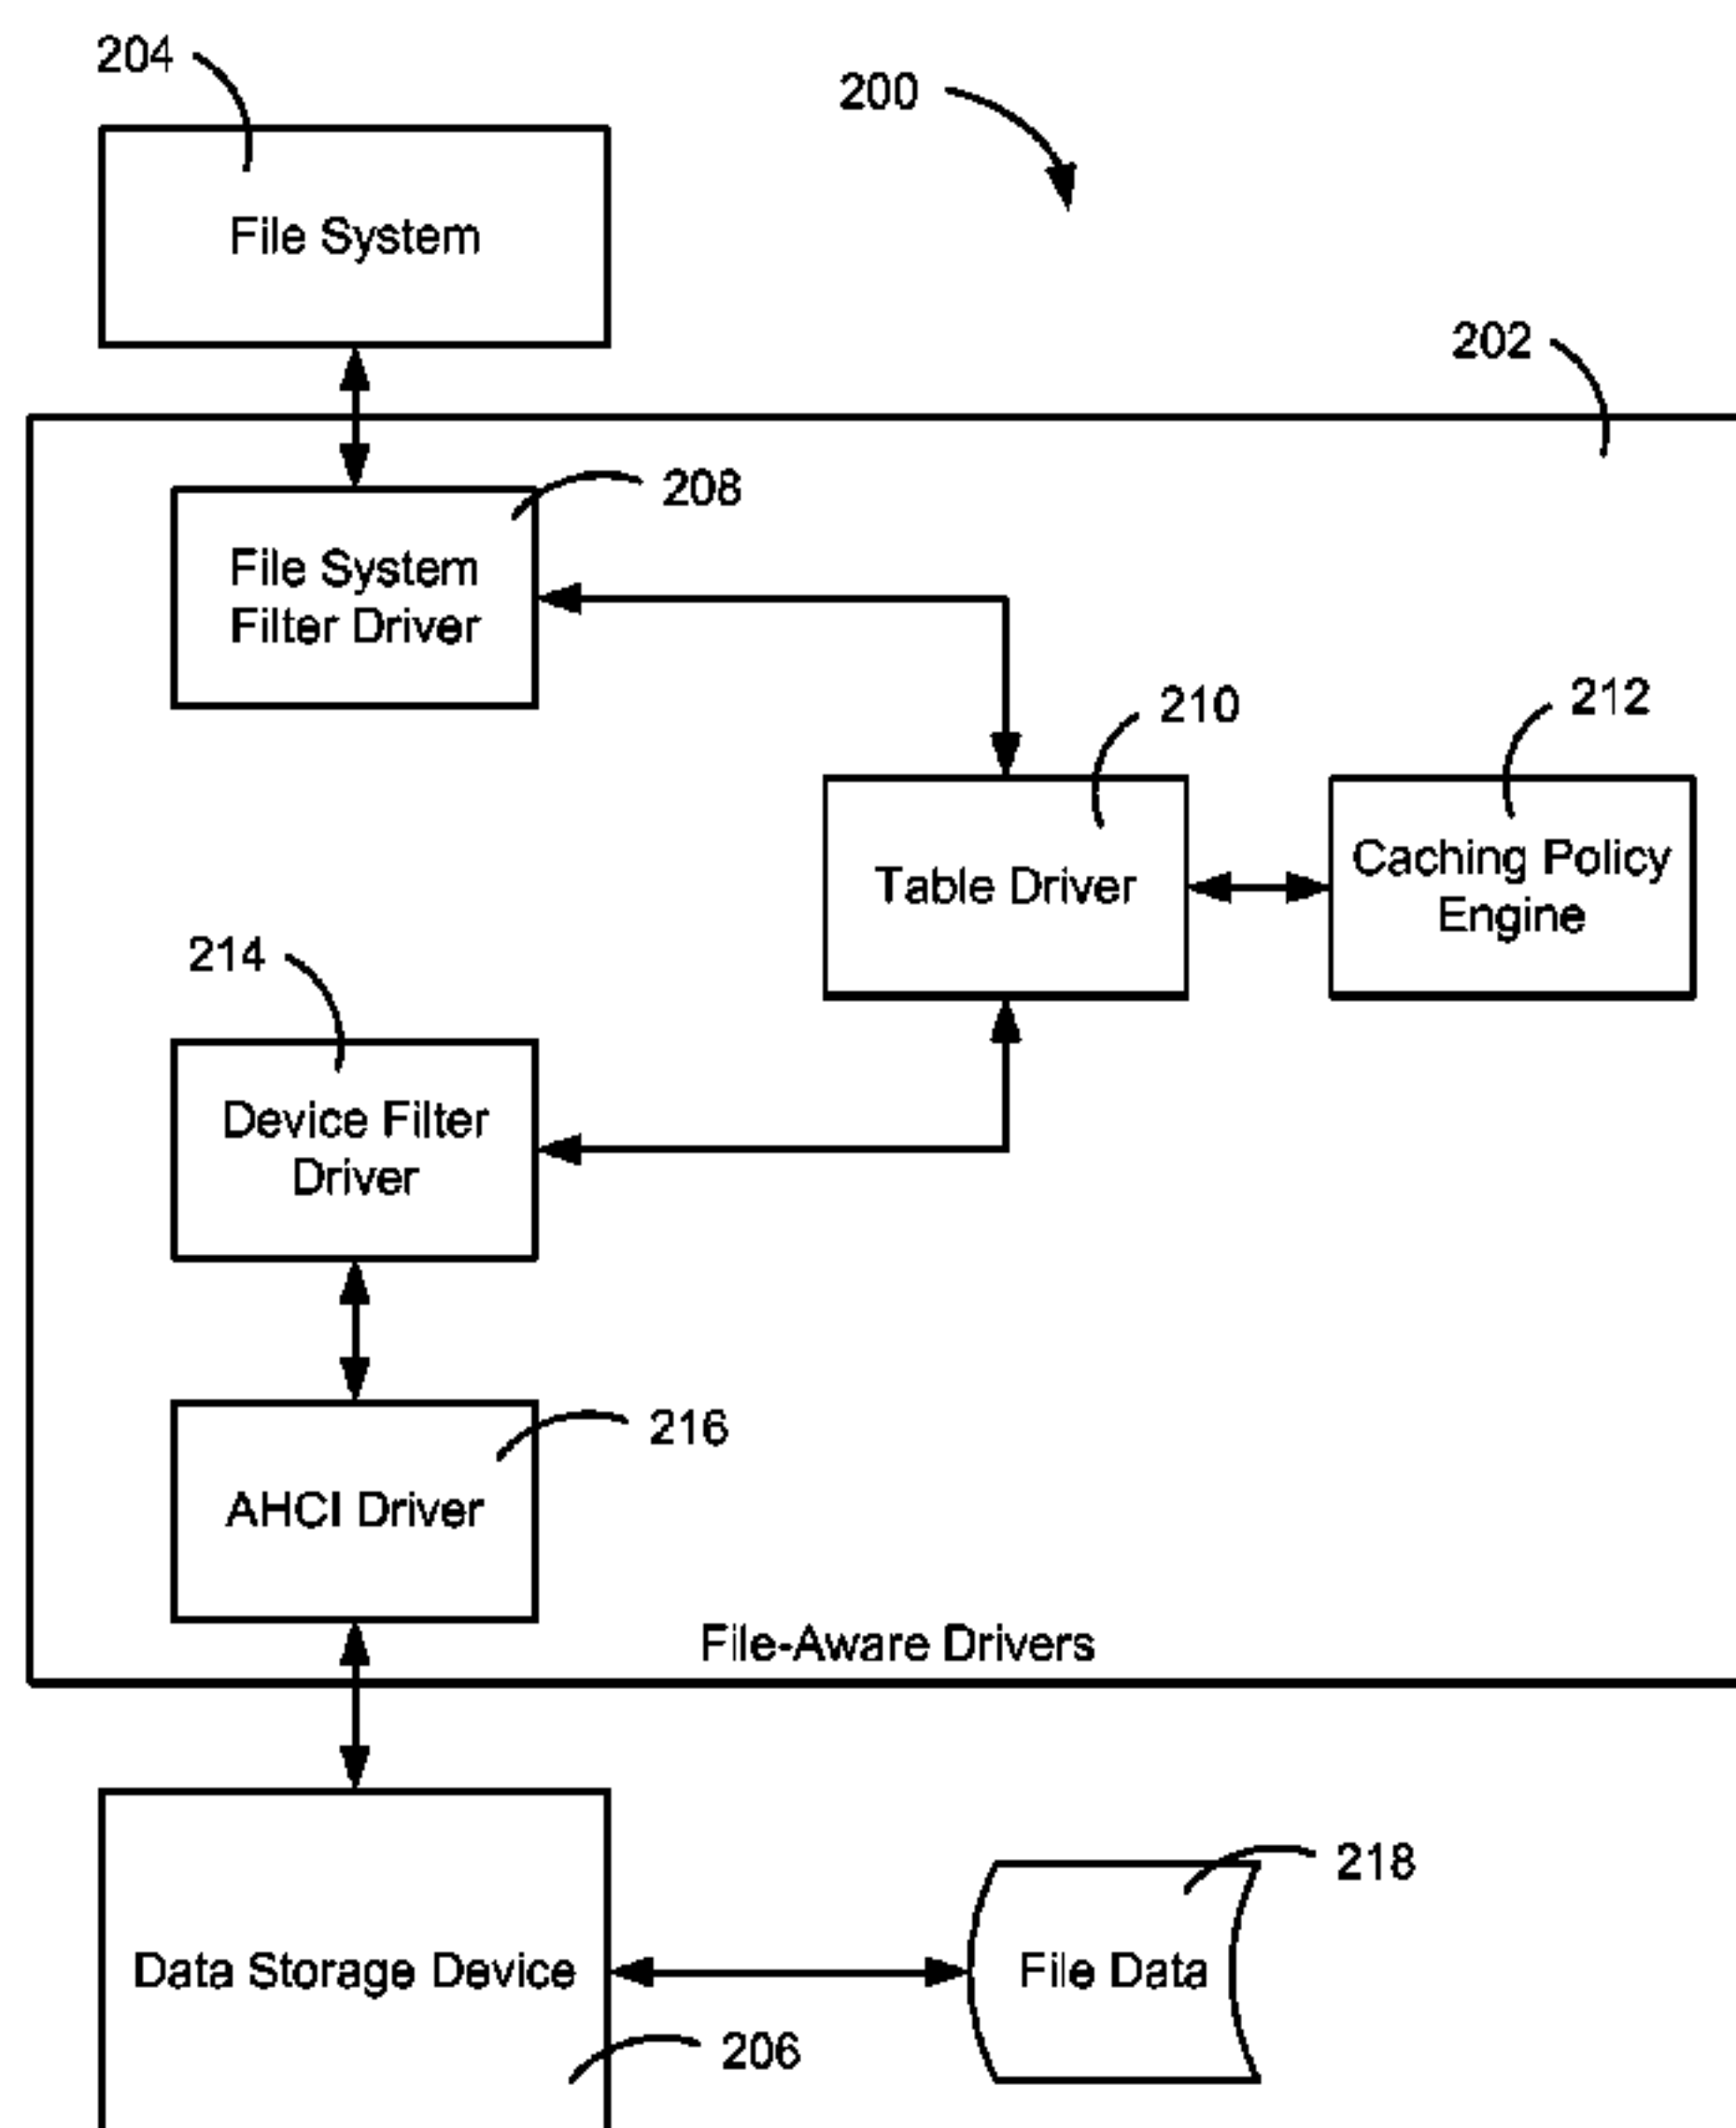 204
200
File System
202
208
File System
Filter Driver
210
212
Table Driver
Caching Policy
Engine
214
Device Filter
Driver
216
AHCI Driver
File-Aware Drivers
218
Data Storage Device
File Data
206